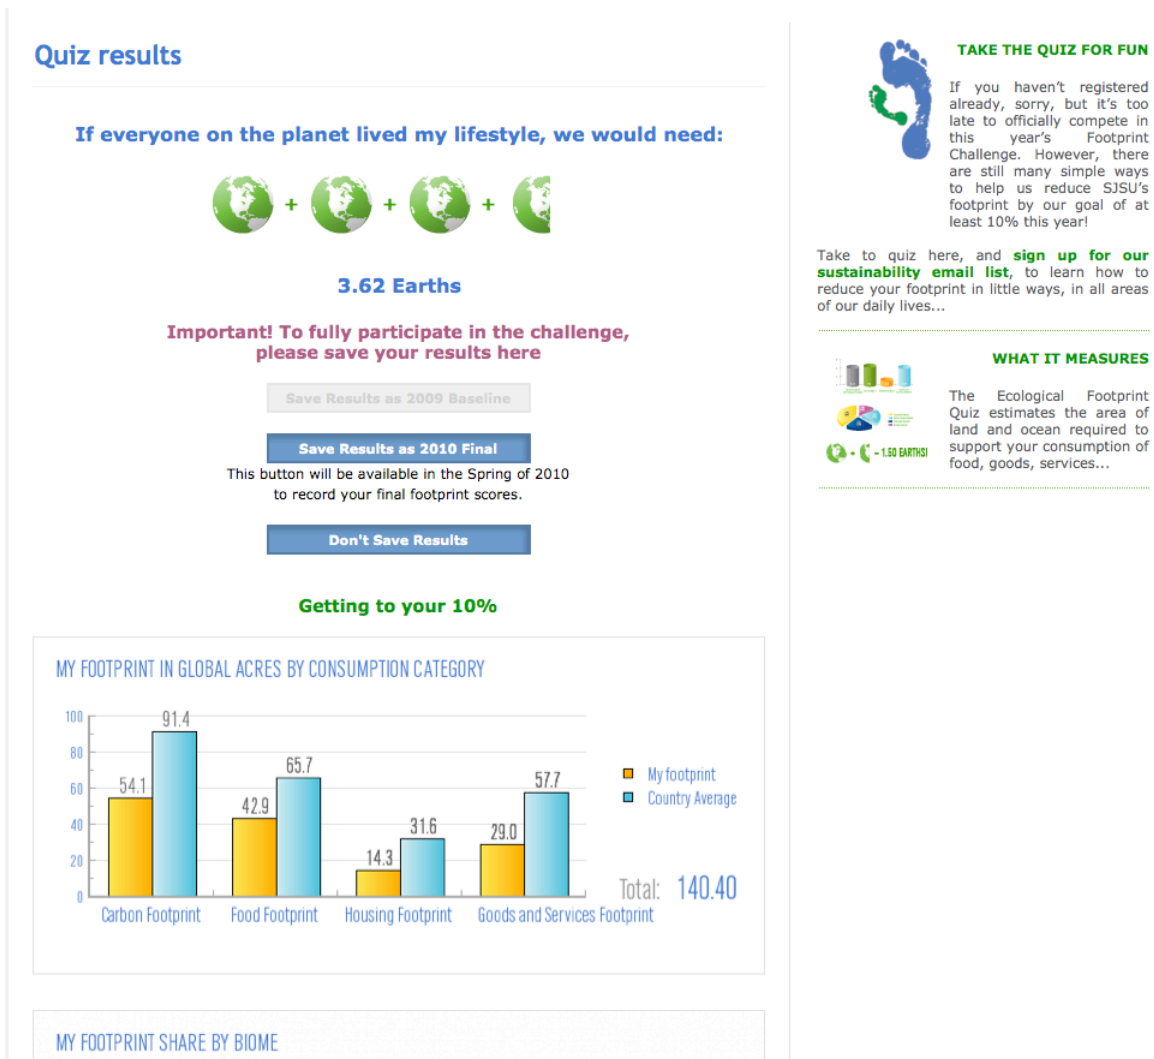 Quiz results
If everyone on the planet lived my lifestyle, we would need:
+ + +
3.62 Earths
Important! To fully participate in the challenge,
please save your results here
Save Results as 2009 Baseline
Save Results as 2010 Final
This button will be available in the Spring of 2010
to record your final footprint scores.
Don't Save Results
Getting to your 10%
MY FOOTPRINT IN GLOBAL ACRES BY CONSUMPTION CATEGORY
100
80
60
40
20
0
54.1
91.4
42.9
65.7
14.3
31.6
29.0
57.7
Carbon Footprint
Food Footprint
Housing Footprint
Goods and Services Footprint
My footprint
Country Average
Total: 140.40
MY FOOTPRINT SHARE BY BIOME
TAKE THE QUIZ FOR FUN
If you haven't registered
already, sorry, but it's too
late to officially compete in
this year's Footprint
Challenge. However, there
are still many simple ways
to help us reduce SJSU's
footprint by our goal of at
least 10% this year!
Take to quiz here, and sign up for our
sustainability email list, to learn how to
reduce your footprint in little ways, in all areas
of our daily lives...
WHAT IT MEASURES
- 1.50 EARTHS!
The Ecological Footprint
Quiz estimates the area of
land and ocean required to
support your consumption of
food, goods, services...